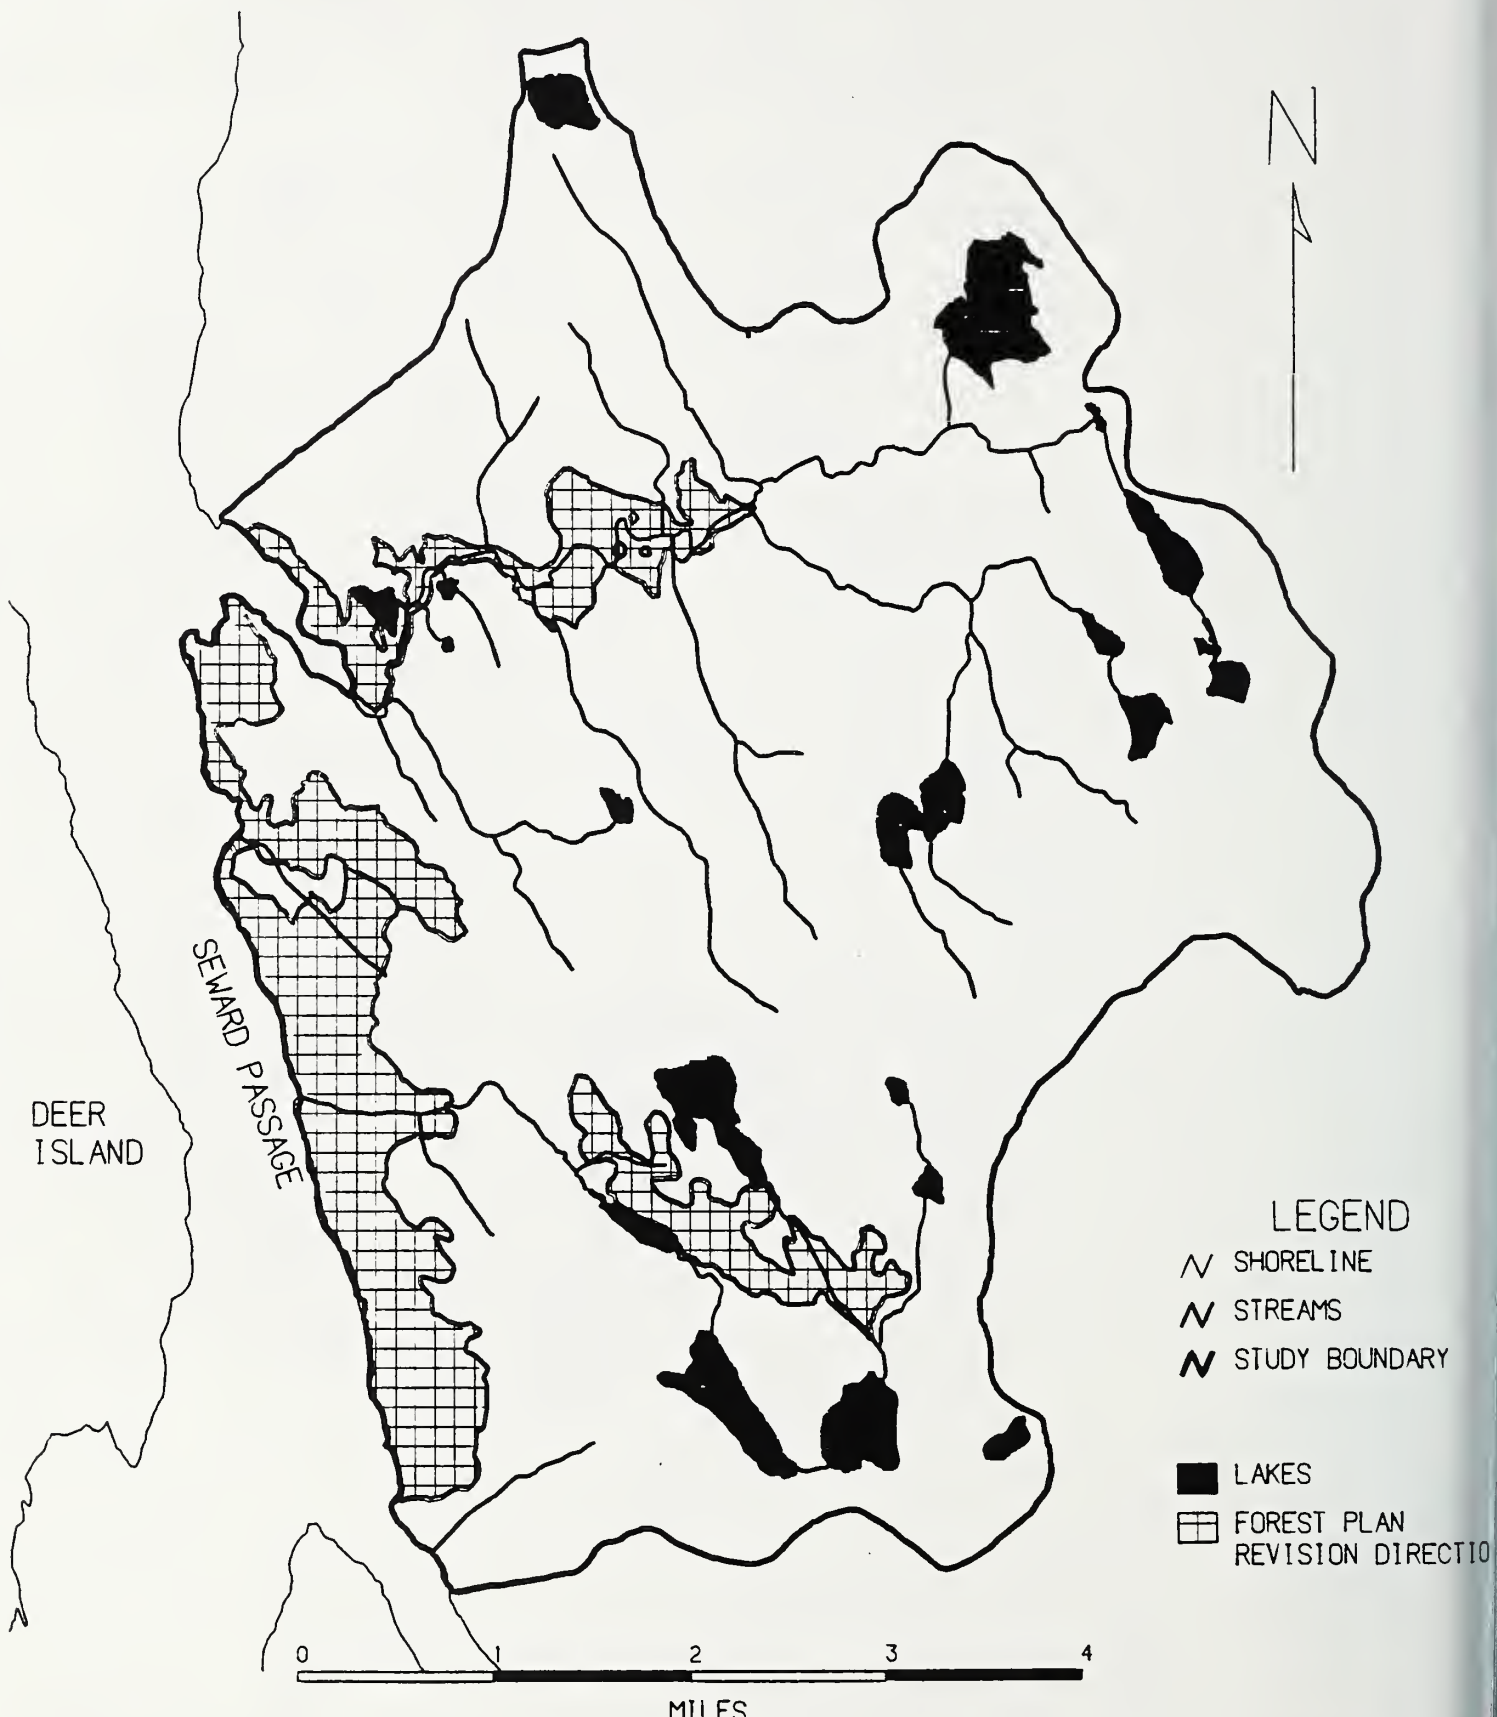 N
SEWARD PASSAGE
DEER
ISLAND
LEGEND
SHORELINE
STREAMS
STUDY BOUNDARY
LAKES
FOREST PLAN
REVISION DIRECTIO
0 1 2 3 4
MILES